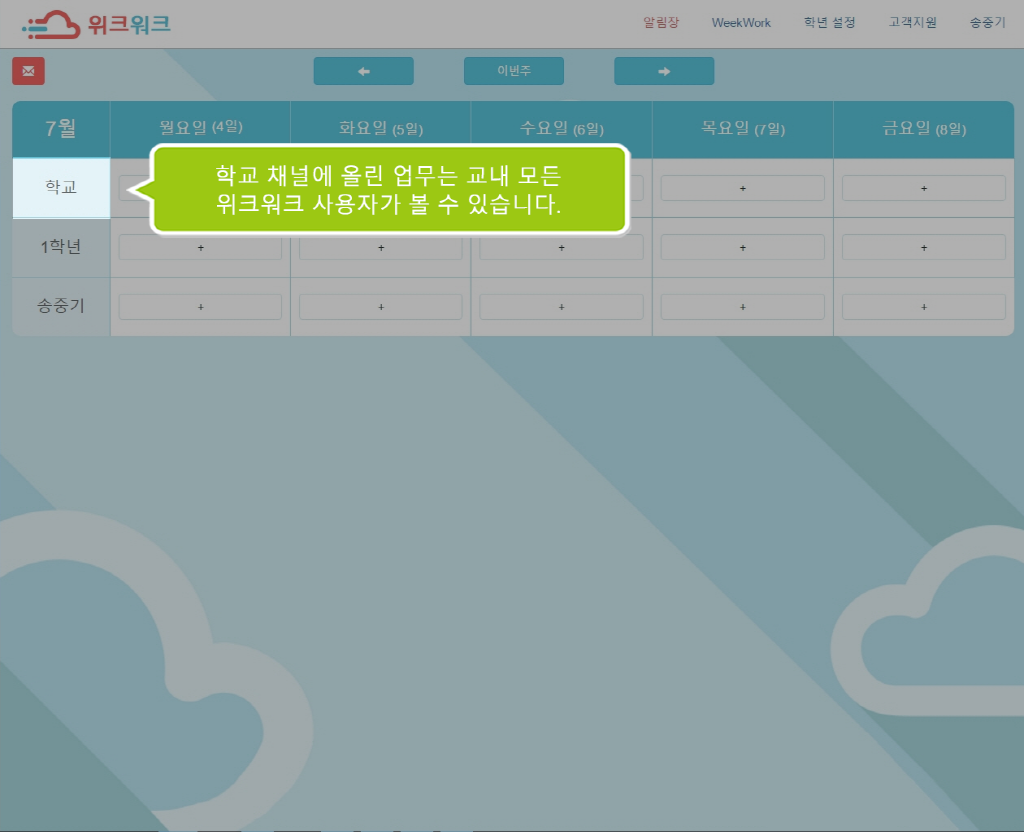 위크워크
알림장 WeekWork 학년 설정 고객지원 송중기
이번주
7월 월요일 (4일) 화요일 (5일) 수요일 (6일) 목요일 (7일) 금요일 (8일)
학교 + +
학교 채널에 올린 업무는 교내 모든
위크워크 사용자가 볼 수 있습니다.
1학년 + + + + +
송중기 + + + + +